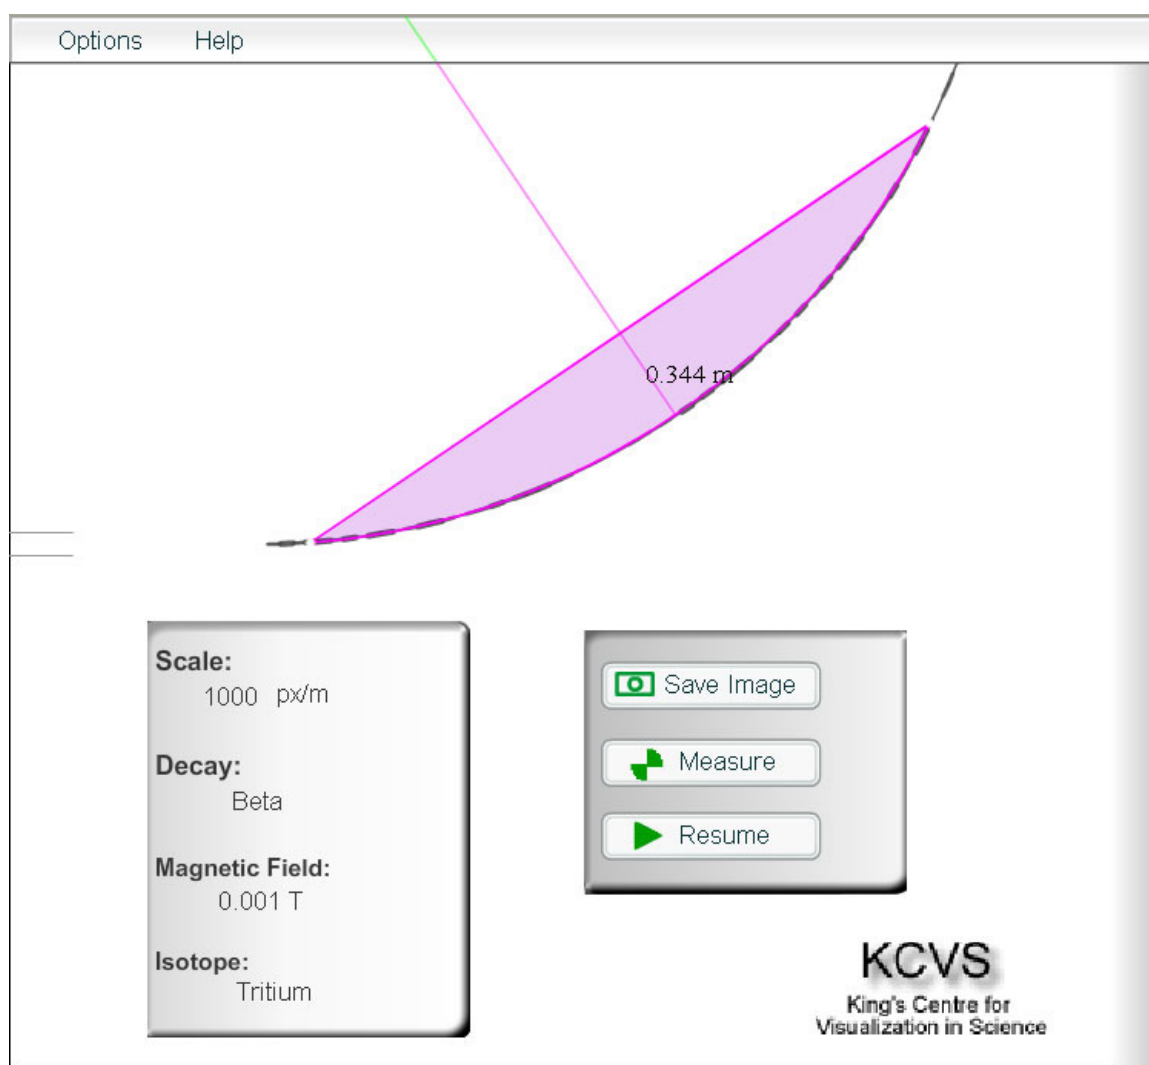 Options Help
0.344 m
Scale:
1000 px/m
Decay:
Beta
Magnetic Field:
0.001 T
Isotope:
Tritium
Save Image
Measure
Resume
KCVS
King's Centre for
Visualization in Science